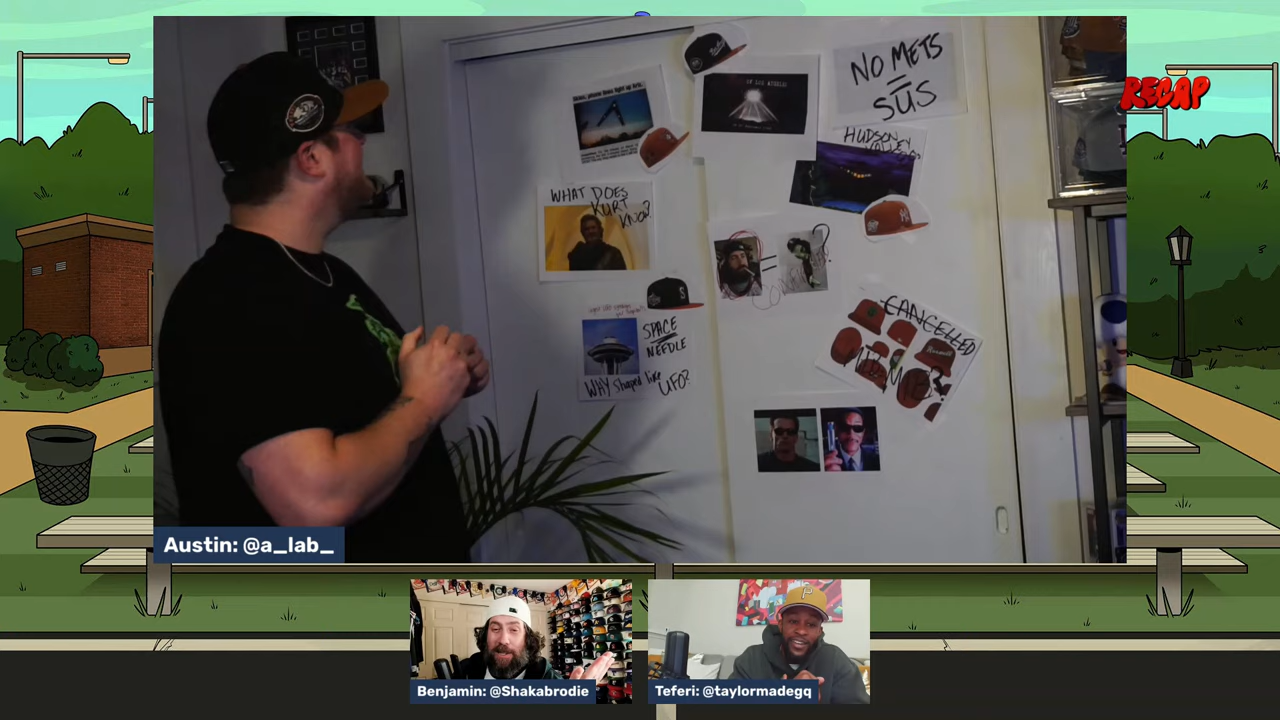 RECAP
NO METS
=
SUS
HUDSON
VALLEY
WHAT DOES
KURT
KNOW?
?
S
SPACE
NEEDLE
WHY shaped like
UFO?
CANCELLED
P
Austin: @a_lab_
Benjamin: @Shakabrodie
Teferi: @taylormadegq